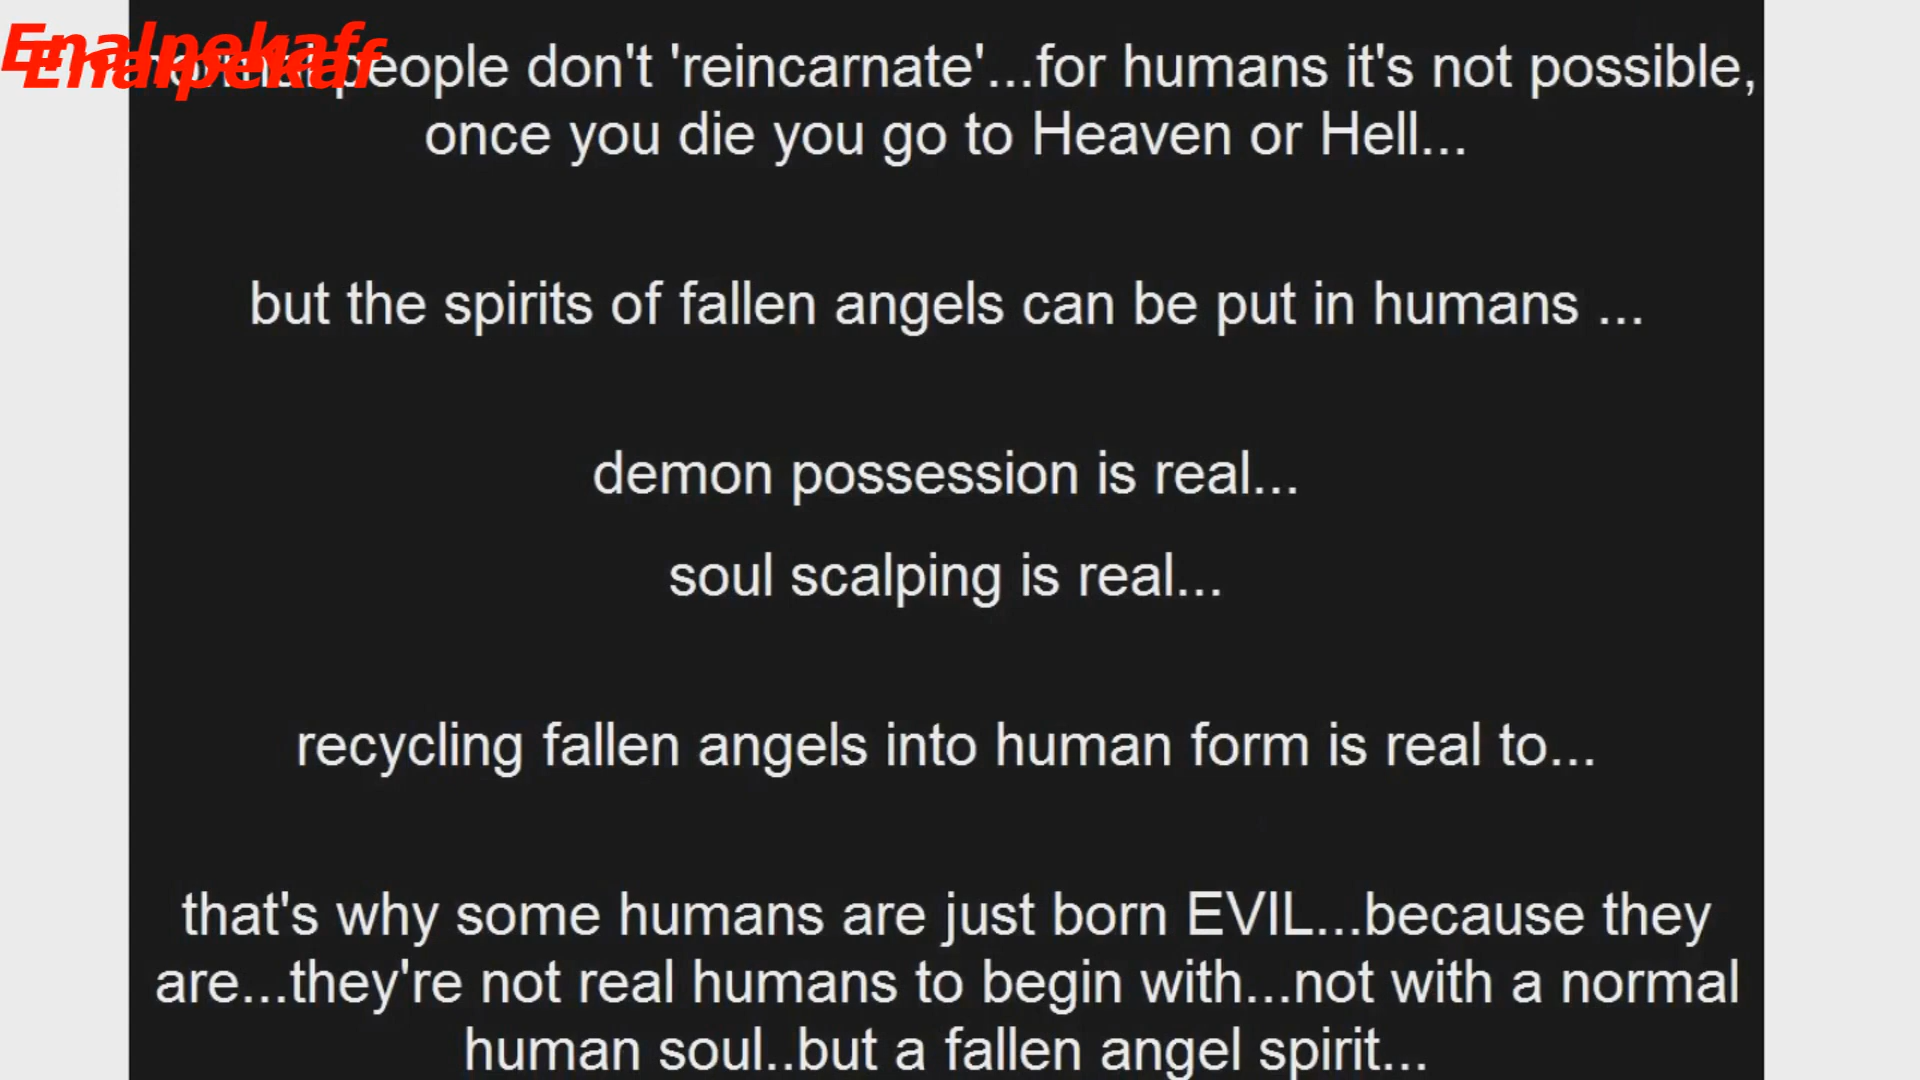 Enalpekaf
Enalpekaf
people don't 'reincarnate'...for humans it's not possible,
once you die you go to Heaven or Hell...
but the spirits of fallen angels can be put in humans ...
demon possession is real...
soul scalping is real...
recycling fallen angels into human form is real to...
that's why some humans are just born EVIL...because they
are...they're not real humans to begin with...not with a normal
human soul..but a fallen angel spirit...